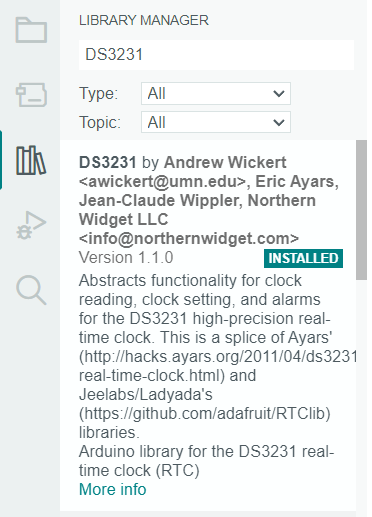 LIBRARY MANAGER
DS3231
Type: All
Topic: All
DS3231 by Andrew Wickert
<awickert@umn.edu>, Eric Ayars,
Jean-Claude Wippler, Northern
Widget LLC
<info@northernwidget.com>
Version 1.1.0 INSTALLED
Abstracts functionality for clock
reading, clock setting, and alarms
for the DS3231 high-precision real-
time clock. This is a splice of Ayars'
(http://hacks.ayars.org/2011/04/ds3231
real-time-clock.html) and
Jeelabs/Ladyada's
(https://github.com/adafruit/RTClib)
libraries.
Arduino library for the DS3231 real-
time clock (RTC)
More info